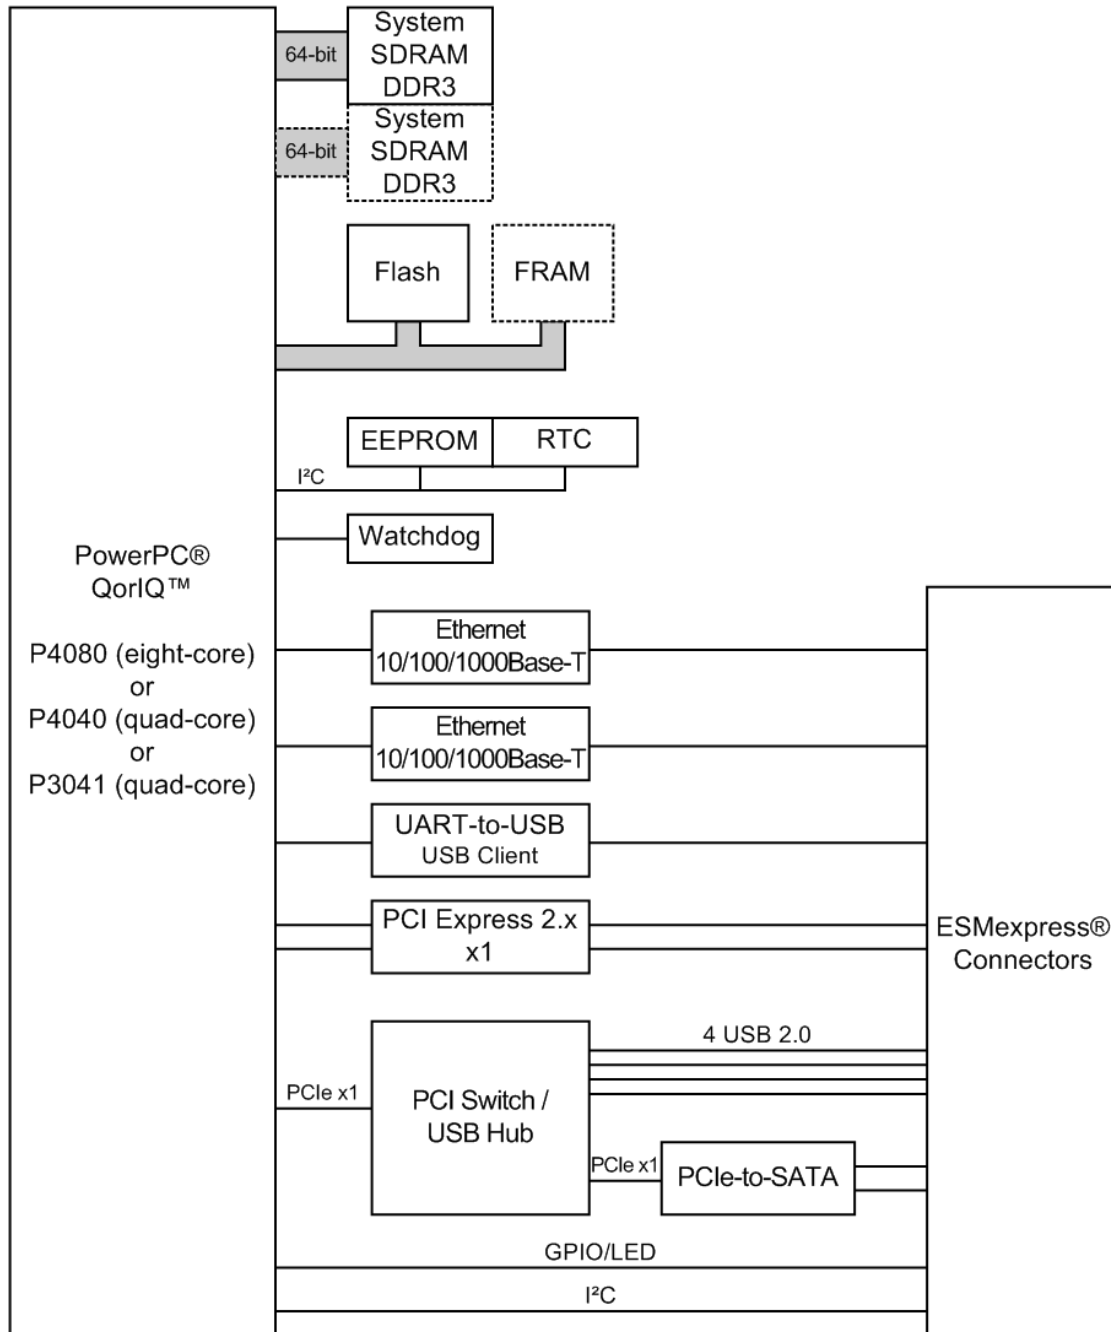 System
SDRAM
DDR3
64-bit
System
SDRAM
DDR3
64-bit
Flash
FRAM
EEPROM
RTC
I²C
Watchdog
PowerPC®
QorIQ™
P4080 (eight-core)
or
P4040 (quad-core)
or
P3041 (quad-core)
Ethernet
10/100/1000Base-T
Ethernet
10/100/1000Base-T
UART-to-USB
USB Client
PCI Express 2.x
x1
ESMexpress®
Connectors
4 USB 2.0
PCIe x1
PCI Switch /
USB Hub
PCIe x1
PCIe-to-SATA
GPIO/LED
I²C